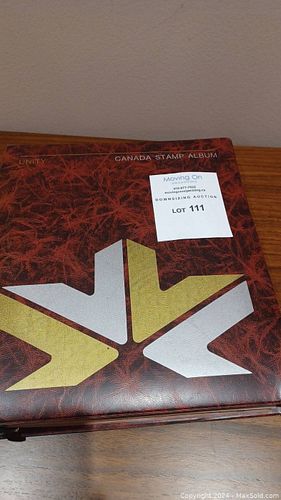 UNITY
CANADA STAMP ALBUM
Moving On
DOWNSIZING AUCTION
LOT 111
Copyright 2024 - MaxSold.com